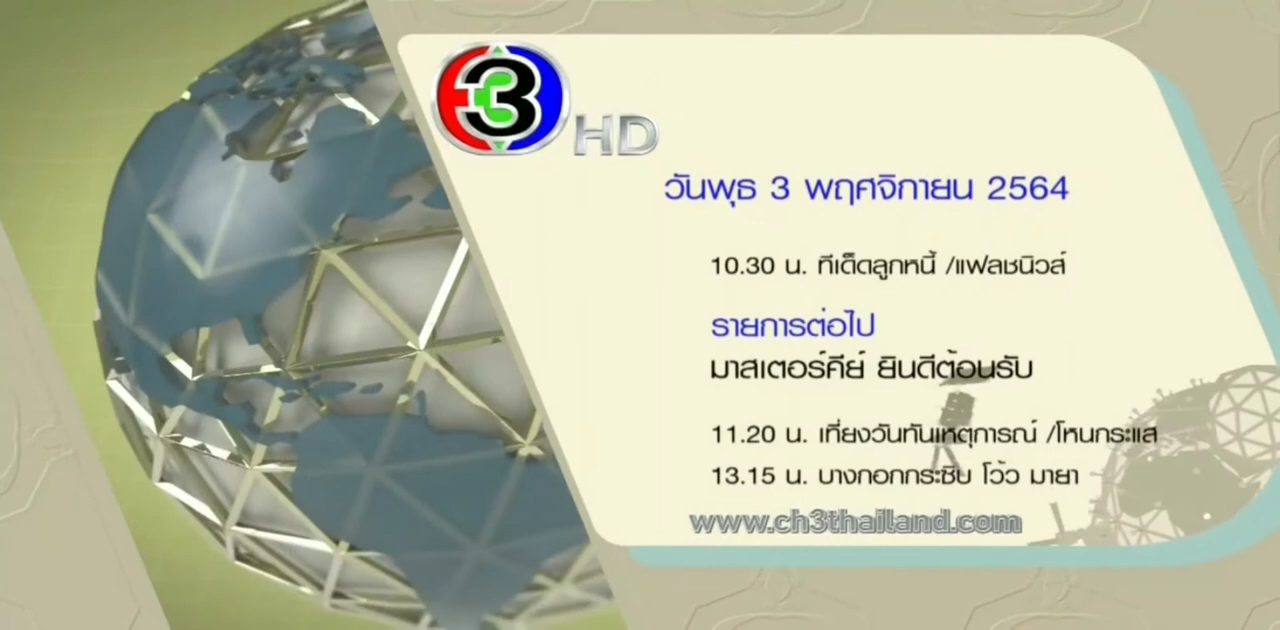 3 HD
วันพุธ 3 พฤศจิกายน 2564
10.30 น. ทีเด็ดลูกหนี้ /แฟลชนิวส์
รายการต่อไป
มาสเตอร์คีย์ ยินดีต้อนรับ
11.20 น. เที่ยงวันทันเหตุการณ์ /โหนกระแส
13.15 น. บางกอกกระซิบ โว้ว มายา
www.ch3thailand.com